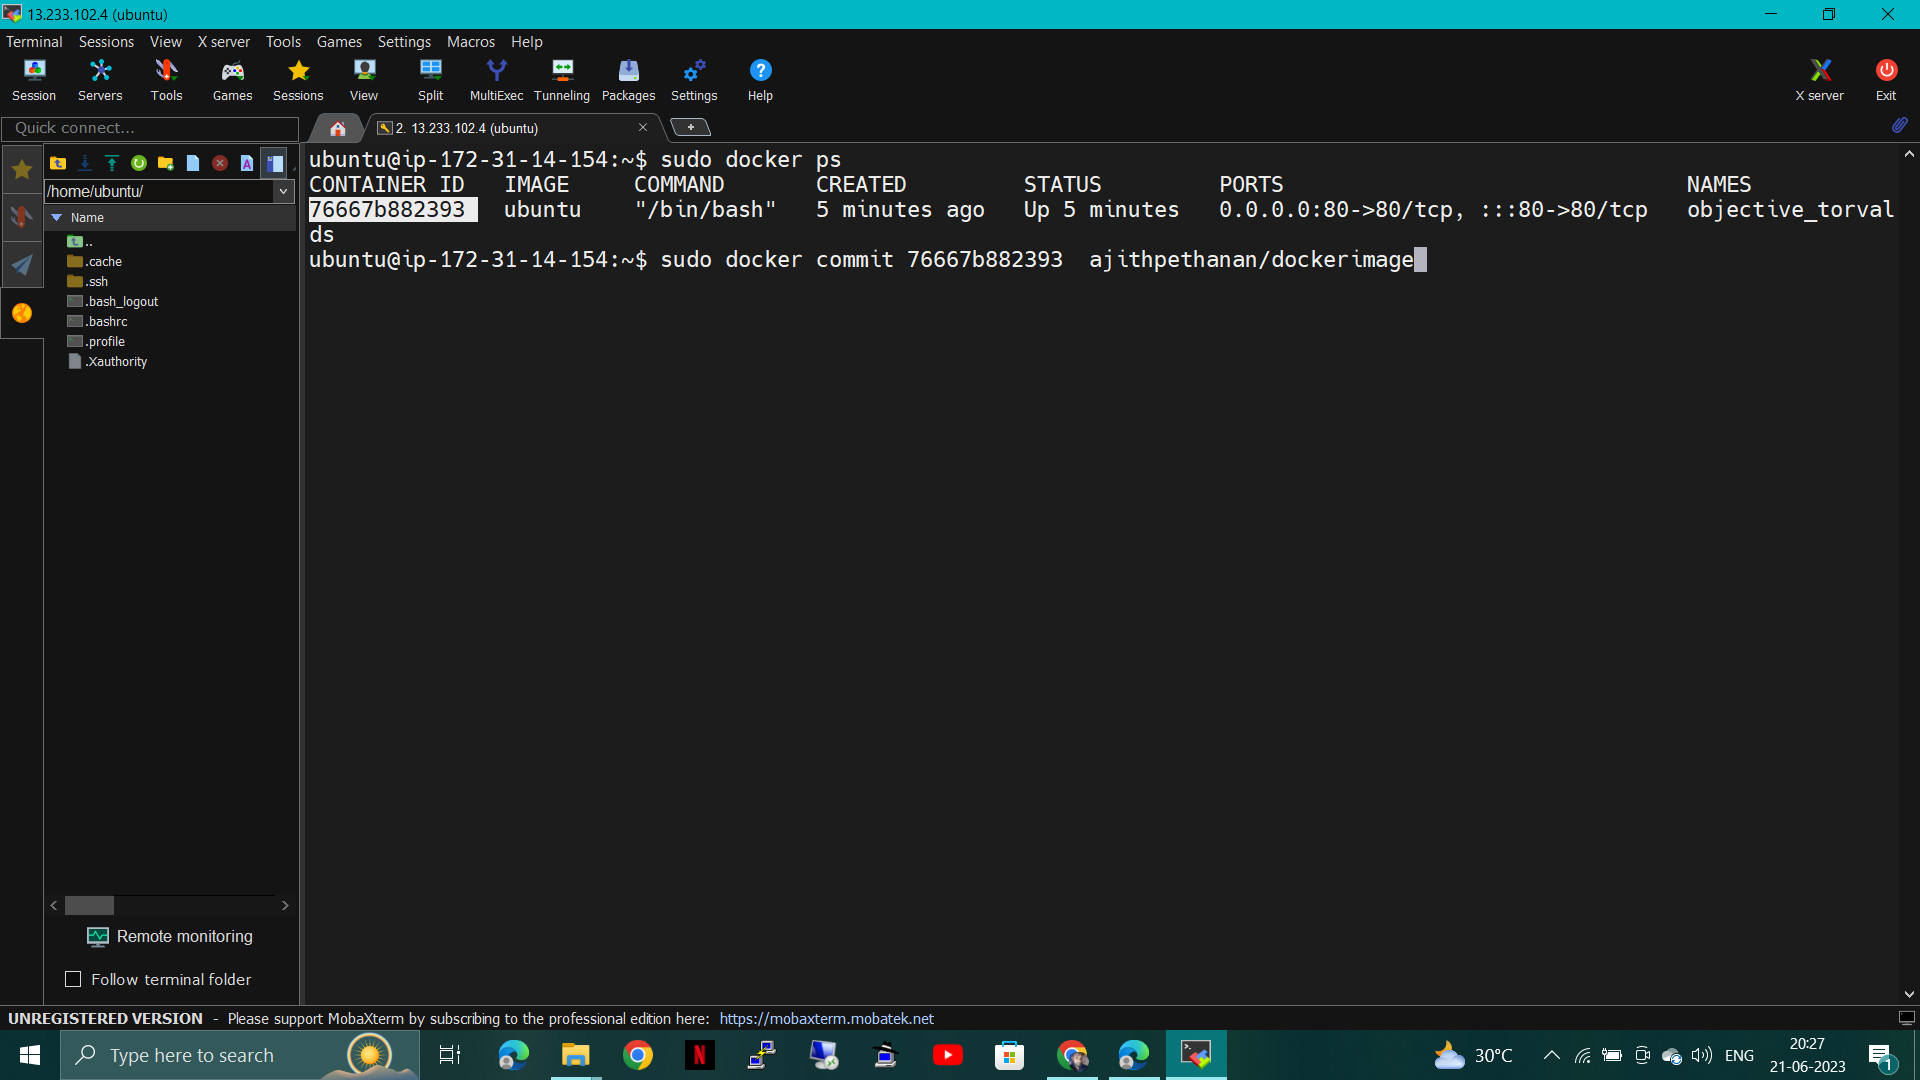 13.233.102.4 (ubuntu)
Terminal Sessions View X server Tools Games Settings Macros Help
Session Servers Tools Games Sessions View Split MultiExec Tunneling Packages Settings Help X server Exit
Quick connect...
2. 13.233.102.4 (ubuntu)
/home/ubuntu/
Name
..
.cache
.ssh
.bash_logout
.bashrc
.profile
.Xauthority
ubuntu@ip-172-31-14-154:~$ sudo docker ps
CONTAINER ID IMAGE COMMAND CREATED STATUS PORTS NAMES
76667b882393 ubuntu "/bin/bash" 5 minutes ago Up 5 minutes 0.0.0.0:80->80/tcp, :::80->80/tcp objective_torval
ds
ubuntu@ip-172-31-14-154:~$ sudo docker commit 76667b882393  ajithpethanan/dockerimage
Remote monitoring
Follow terminal folder
UNREGISTERED VERSION - Please support MobaXterm by subscribing to the professional edition here: https://mobaxterm.mobatek.net
Type here to search
30°C
ENG
20:27
21-06-2023
1